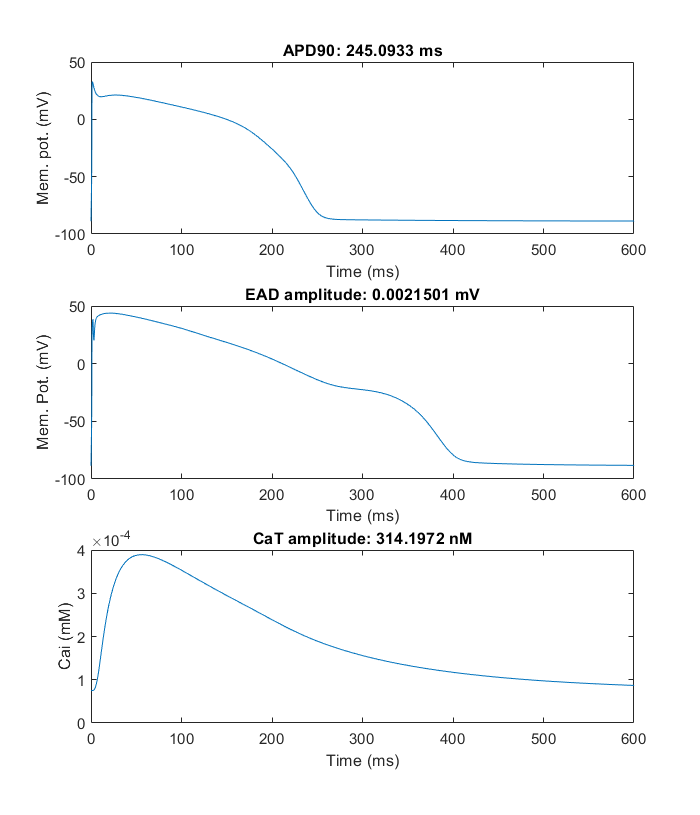 APD90: 245.0933 ms
50
0
-50
-100
Mem. pot. (mV)
0 100 200 300 400 500 600
Time (ms)
EAD amplitude: 0.0021501 mV
50
0
-50
-100
Mem. Pot. (mV)
0 100 200 300 400 500 600
Time (ms)
CaT amplitude: 314.1972 nM
×10^-4
4
3
2
1
0
Cai (mM)
0 100 200 300 400 500 600
Time (ms)